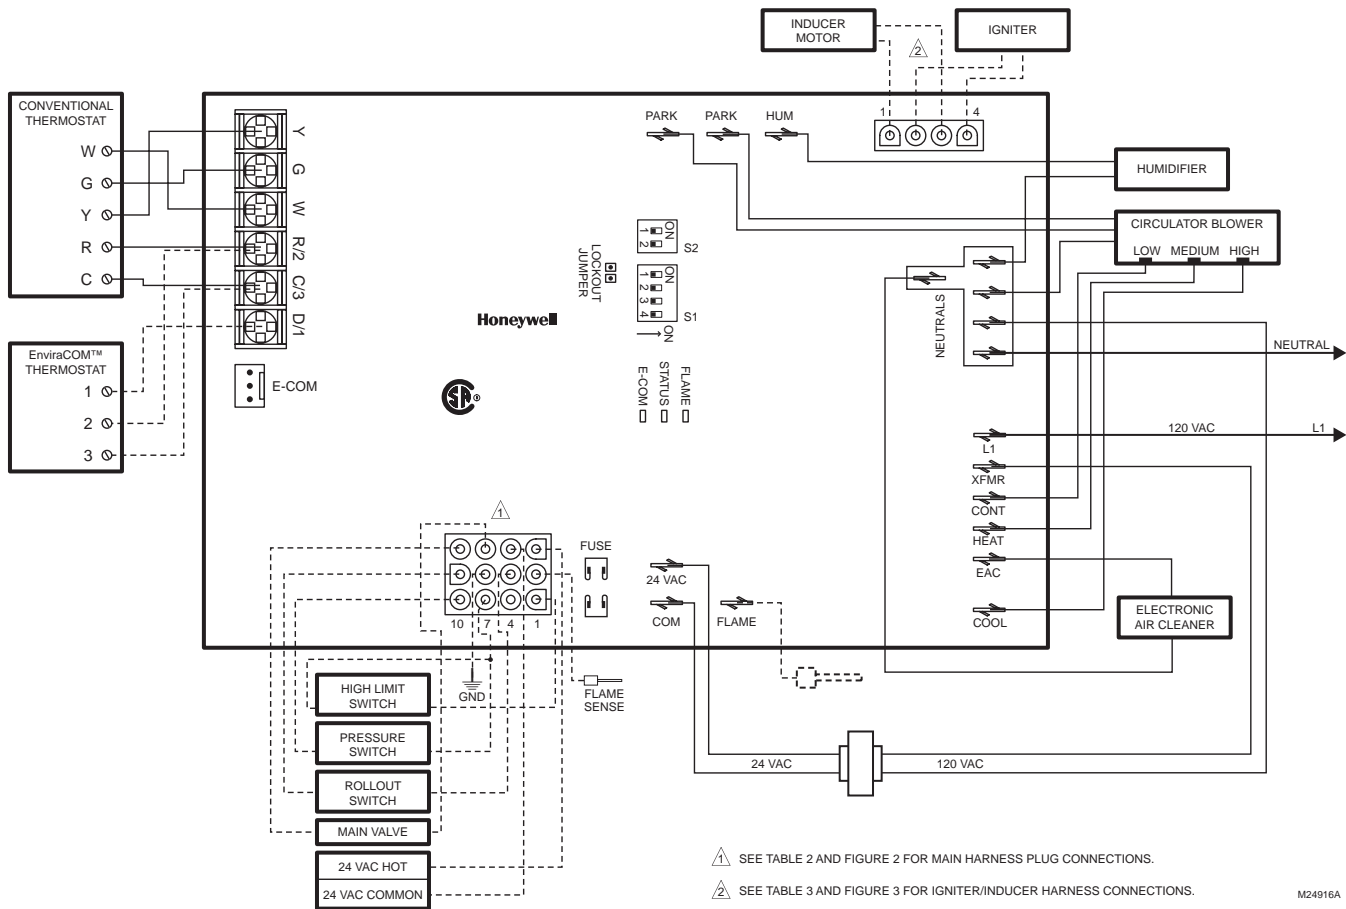 INDUCER
MOTOR
IGNITER
2
CONVENTIONAL
THERMOSTAT
W
G
Y
R
C
Y
G
W
R/2
C/3
D/1
PARK
PARK
HUM
1
4
HUMIDIFIER
CIRCULATOR BLOWER
LOW MEDIUM HIGH
ON
1
2
S2
LOCKOUT
JUMPER
ON
1
2
3
4
S1
ON
Honeywell
NEUTRALS
NEUTRAL
EnviraCOM™
THERMOSTAT
1
2
3
E-COM
SP ®
E-COM
STATUS
FLAME
120 VAC
L1
L1
XFMR
CONT
HEAT
EAC
COOL
1
FUSE
24 VAC
COM
FLAME
10 7 4 1
ELECTRONIC
AIR CLEANER
GND
FLAME
SENSE
HIGH LIMIT
SWITCH
PRESSURE
SWITCH
ROLLOUT
SWITCH
MAIN VALVE
24 VAC HOT
24 VAC COMMON
24 VAC
120 VAC
1 SEE TABLE 2 AND FIGURE 2 FOR MAIN HARNESS PLUG CONNECTIONS.
2 SEE TABLE 3 AND FIGURE 3 FOR IGNITER/INDUCER HARNESS CONNECTIONS.
M24916A